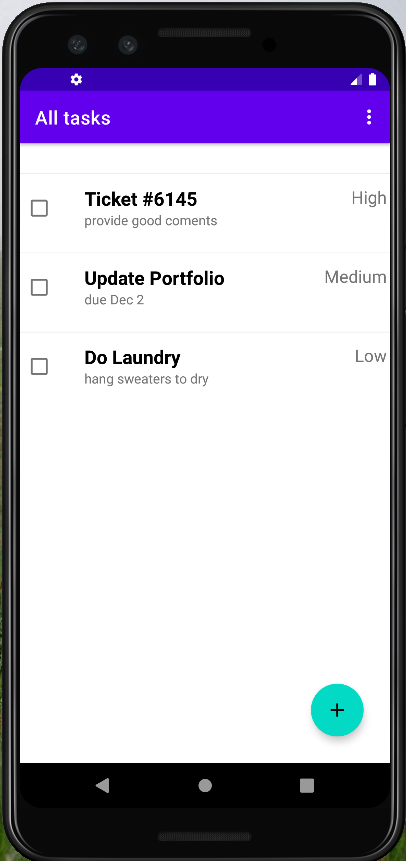 All tasks
Ticket #6145
High
provide good coments
Update Portfolio
Medium
due Dec 2
Do Laundry
Low
hang sweaters to dry
+